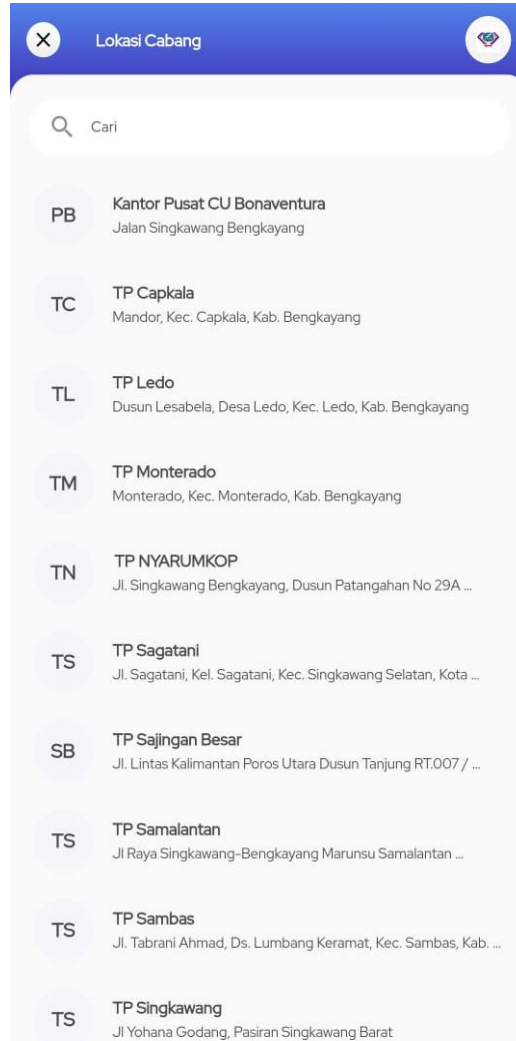 Lokasi Cabang
Cari
PB
Kantor Pusat CU Bonaventura
Jalan Singkawang Bengkayang
TC
TP Capkala
Mandor, Kec. Capkala, Kab. Bengkayang
TL
TP Ledo
Dusun Lesabela, Desa Ledo, Kec. Ledo, Kab. Bengkayang
TM
TP Monterado
Monterado, Kec. Monterado, Kab. Bengkayang
TN
TP NYARUMKOP
Jl. Singkawang Bengkayang, Dusun Patangahan No 29A ...
TS
TP Sagatani
Jl. Sagatani, Kel. Sagatani, Kec. Singkawang Selatan, Kota ...
SB
TP Sajingan Besar
Jl. Lintas Kalimantan Poros Utara Dusun Tanjung RT.007 / ...
TS
TP Samalantan
Jl Raya Singkawang-Bengkayang Marunsu Samalantan ...
TS
TP Sambas
Jl. Tabrani Ahmad, Ds. Lumbang Keramat, Kec. Sambas, Kab. ...
TS
TP Singkawang
Jl Yohana Godang, Pasiran Singkawang Barat